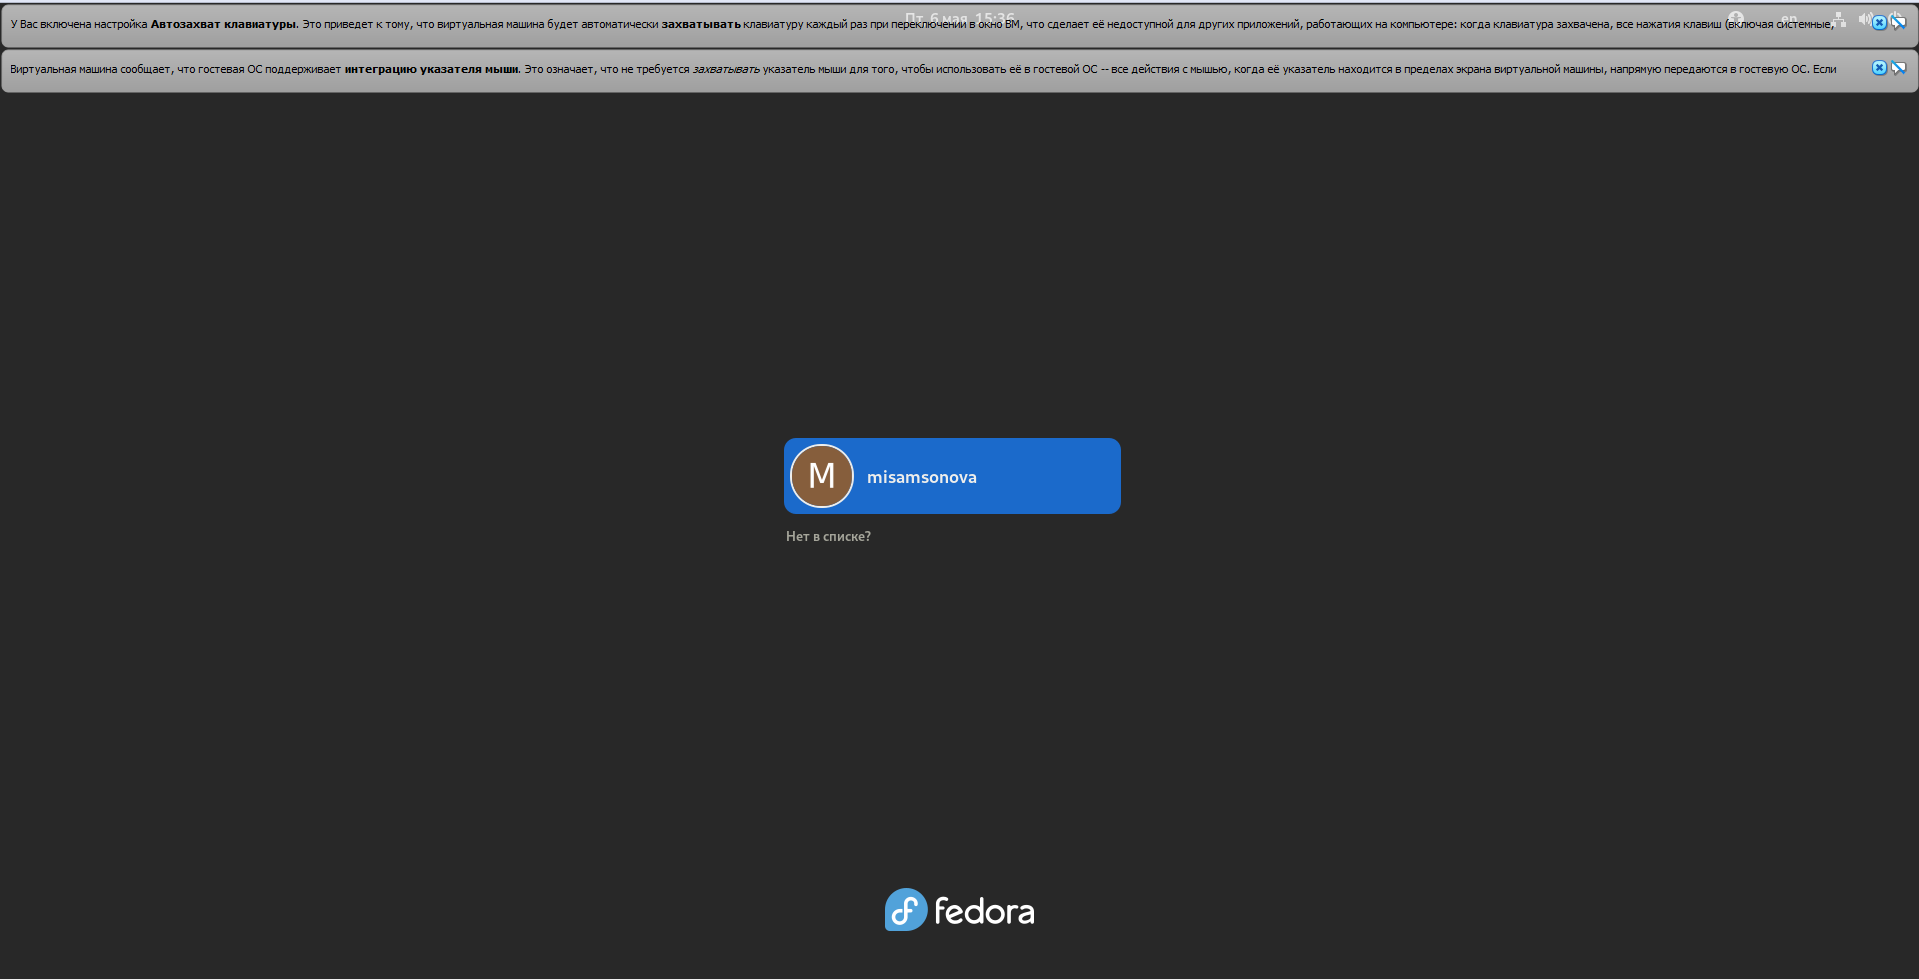 Пт, 6 мая, 15:36
en
У Вас включена настройка Автозахват клавиатуры. Это приведет к тому, что виртуальная машина будет автоматически захватывать клавиатуру каждый раз при переключении в окно ВМ, что сделает её недоступной для других приложений, работающих на компьютере: когда клавиатура захвачена, все нажатия клавиш (включая системные,
Виртуальная машина сообщает, что гостевая ОС поддерживает интеграцию указателя мыши. Это означает, что не требуется захватывать указатель мыши для того, чтобы использовать её в гостевой ОС -- все действия с мышью, когда её указатель находится в пределах экрана виртуальной машины, напрямую передаются в гостевую ОС. Если
M
misamsonova
Нет в списке?
fedora